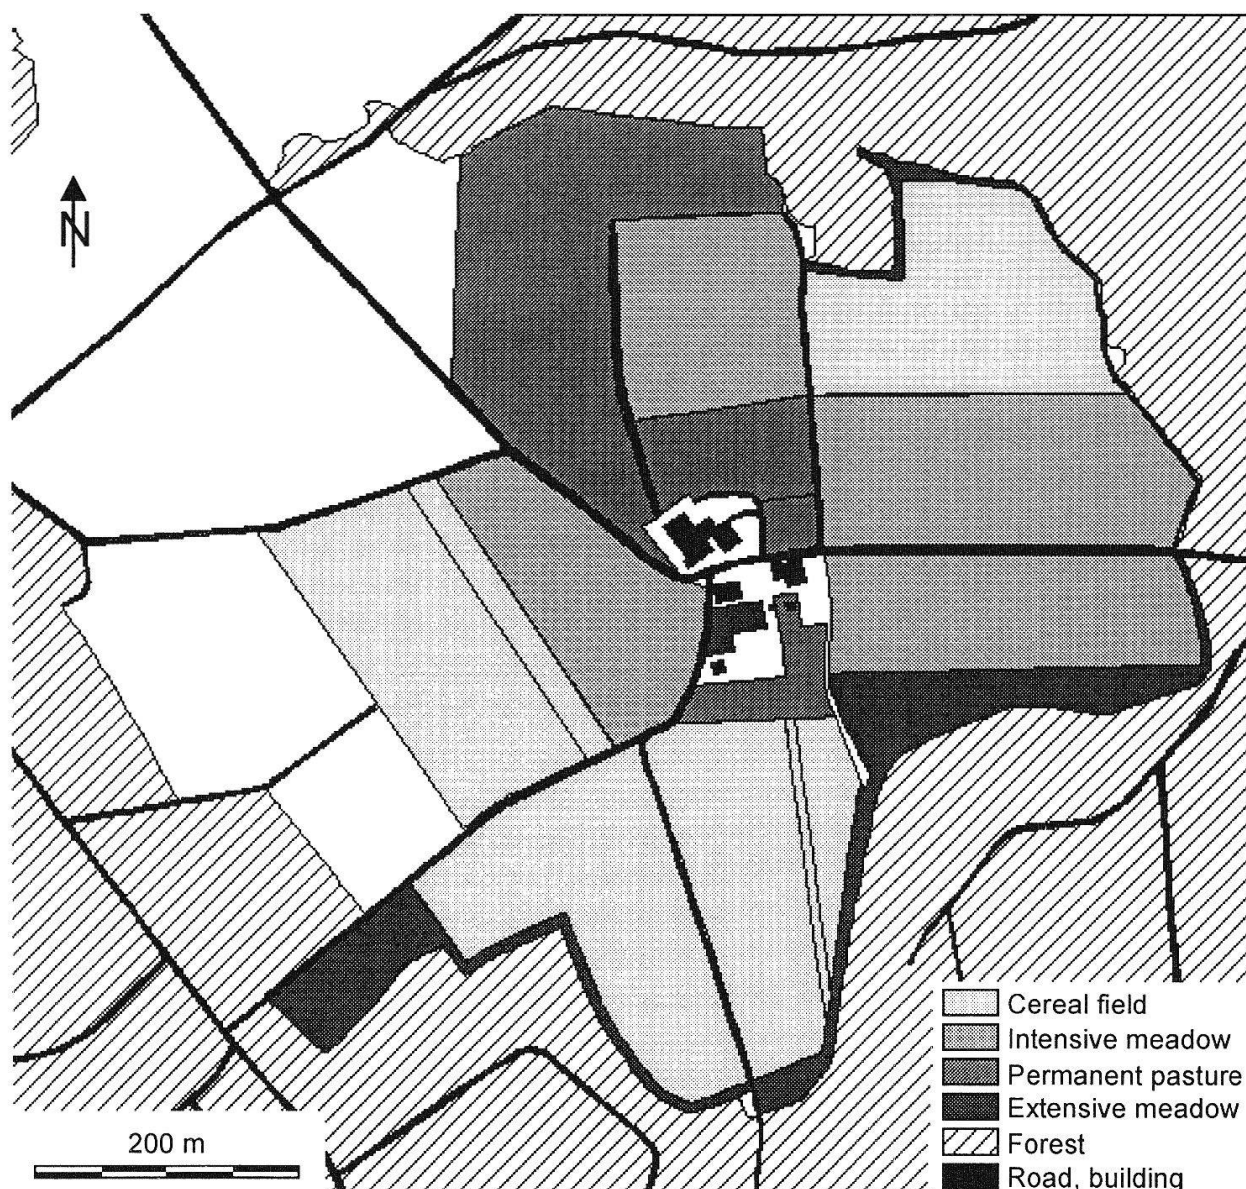 N
Cereal field
Intensive meadow
Permanent pasture
Extensive meadow
Forest
Road, building
200 m